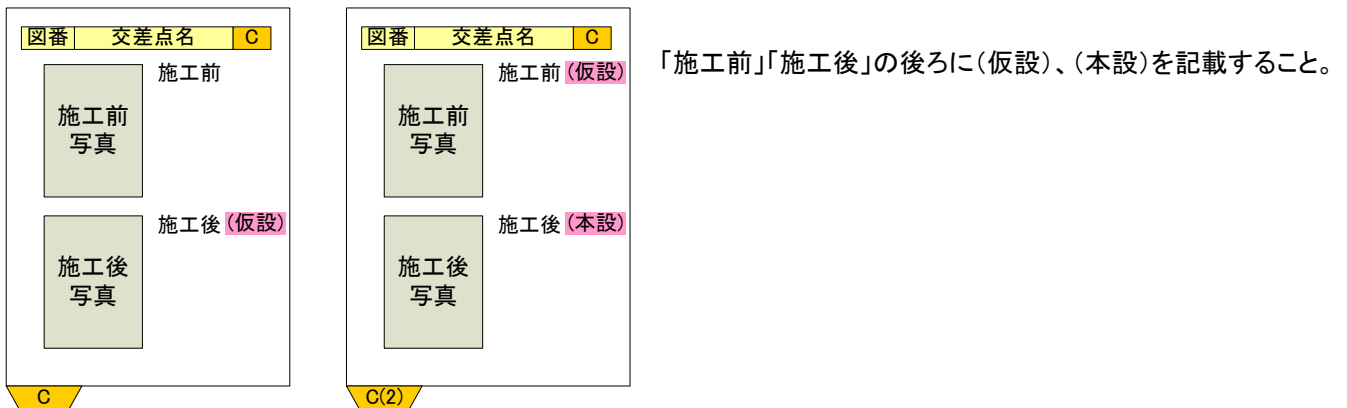 図番 交差点名 C
施工前
施工前
写真
施工後(仮設)
施工後
写真
C
図番 交差点名 C
施工前(仮設)
施工前
写真
施工後(本設)
施工後
写真
C(2)
「施工前」「施工後」の後ろに(仮設)、(本設)を記載すること。